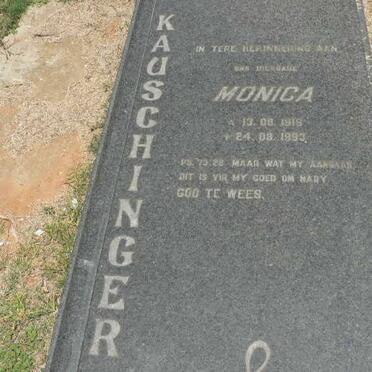 KAUSCHINGER
IN TERE HERINNERING AAN
ONS DIERBARE
MONICA
* 13.08.1919
+ 24.08.1993
PS. 73:28 MAAR WAT MY AANGAAN
DIT IS VIR MY GOED OM NABY
GOD TE WEES.